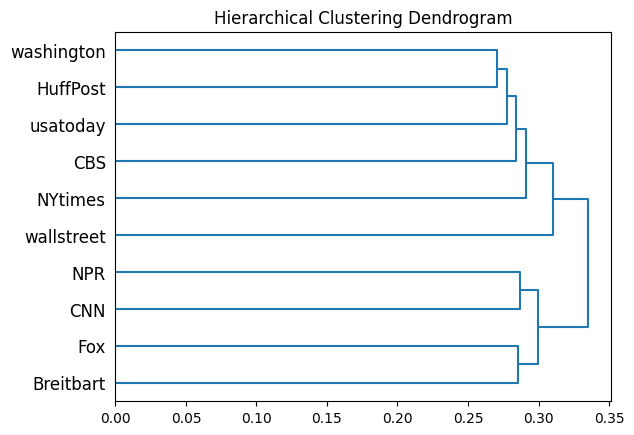 Hierarchical Clustering Dendrogram
washington
HuffPost
usatoday
CBS
NYtimes
wallstreet
NPR
CNN
Fox
Breitbart
0.00 0.05 0.10 0.15 0.20 0.25 0.30 0.35